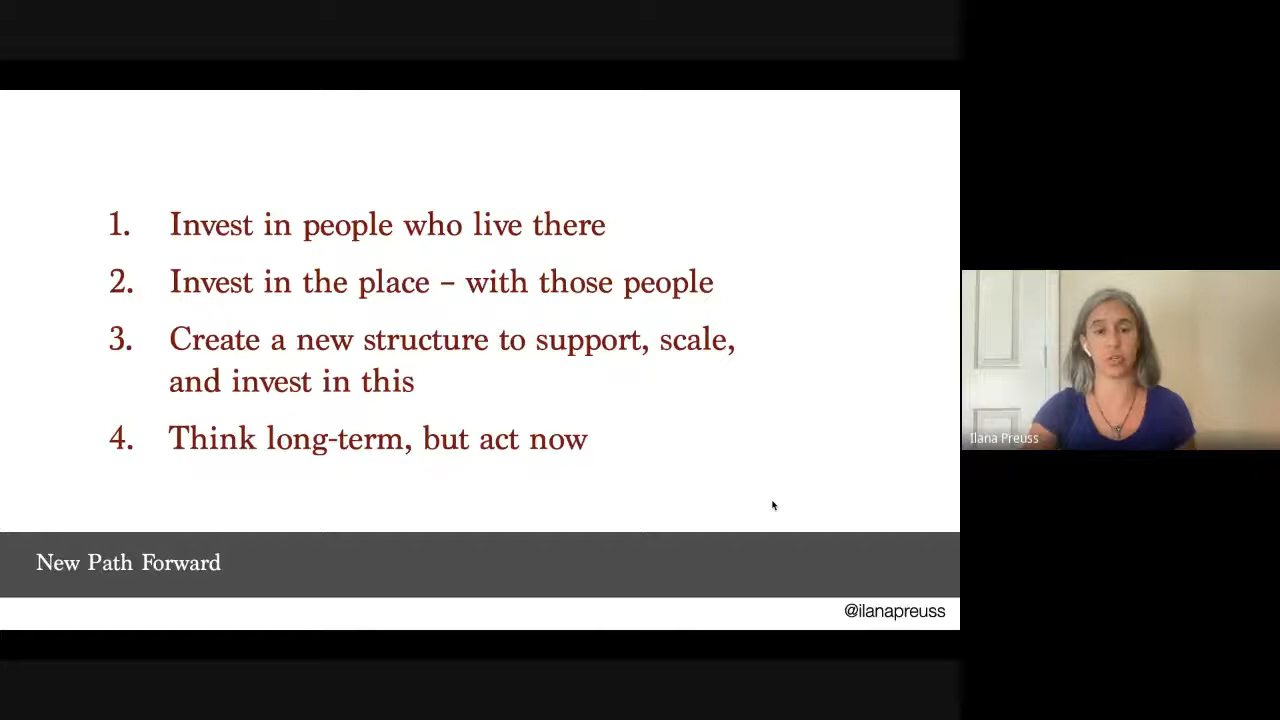 1. Invest in people who live there
2. Invest in the place – with those people
3. Create a new structure to support, scale,
and invest in this
4. Think long-term, but act now
New Path Forward
@ilanapreuss
Ilana Preuss